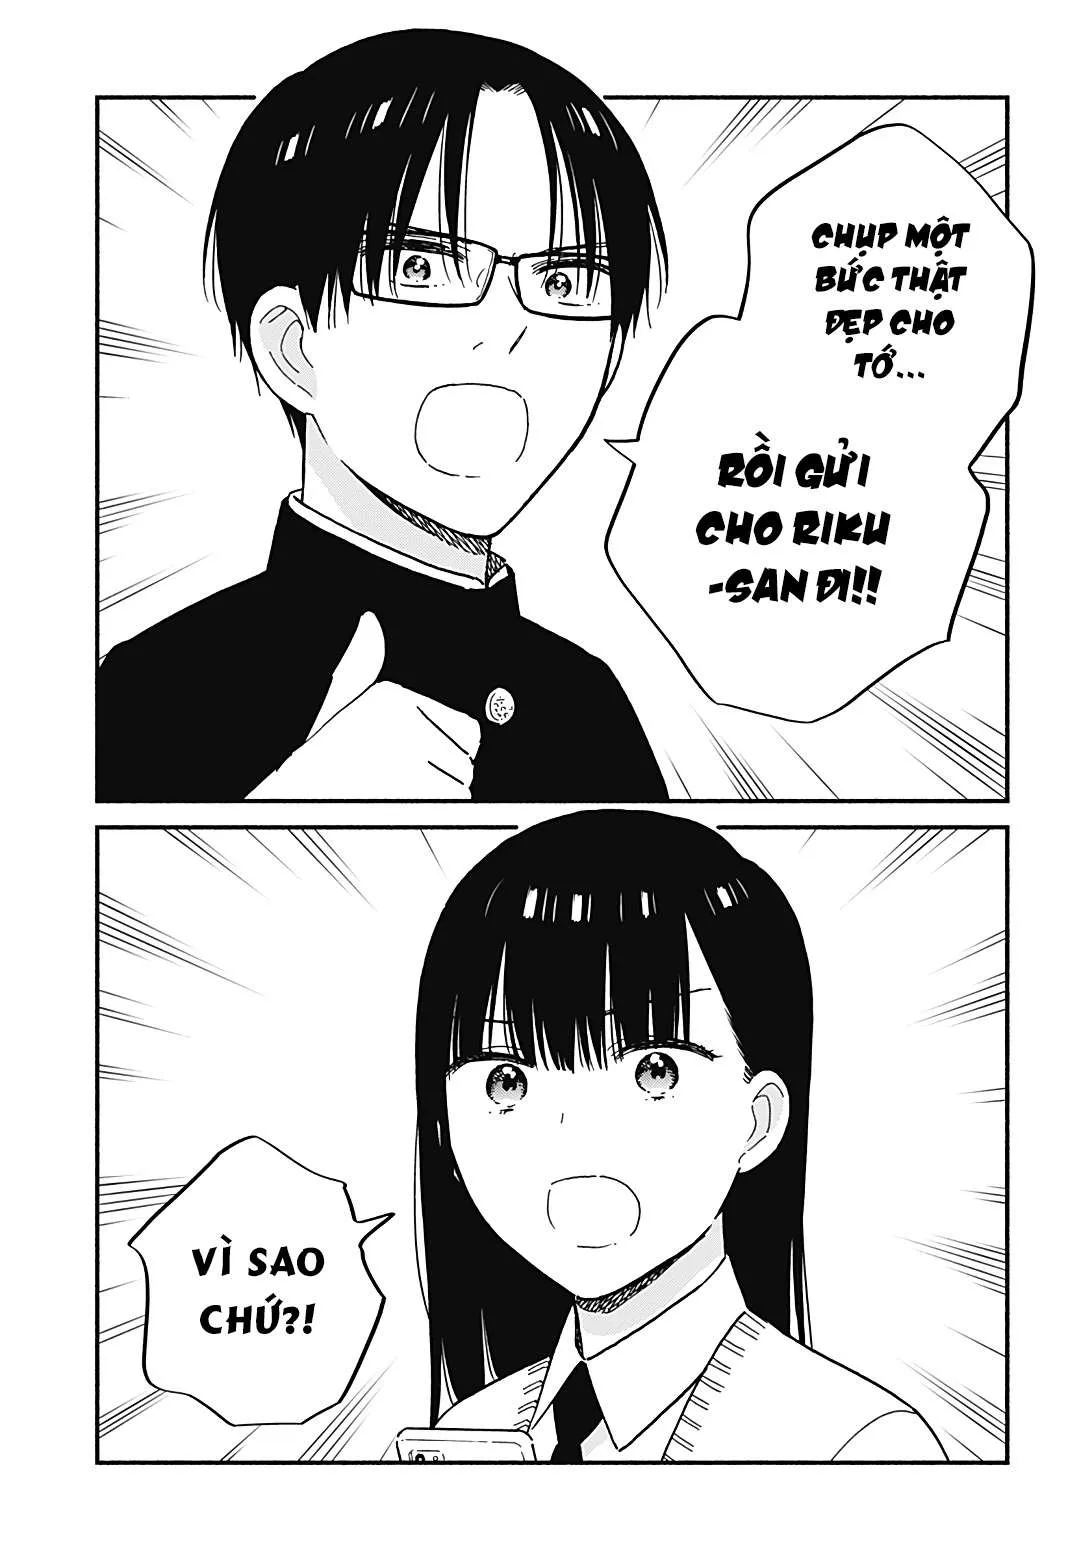 CHỤP MỘT
BỨC THẬT
ĐẸP CHO
TỚ...
RỒI GỬI
CHO RIKU
-SAN ĐI!!
VÌ SAO
CHỨ?!